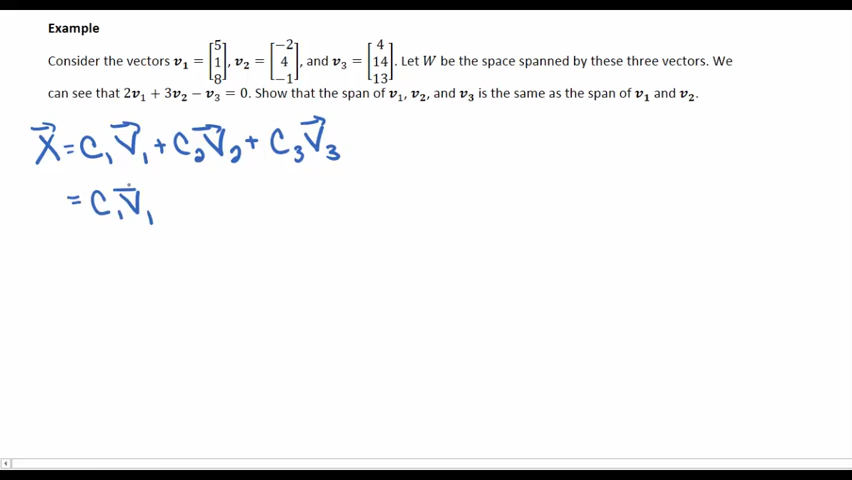 Example
Consider the vectors v₁ = [5 1 8], v₂ = [−2 4 −1], and v₃ = [4 14 13]. Let W be the space spanned by these three vectors. We
can see that 2v₁ + 3v₂ − v₃ = 0. Show that the span of v₁, v₂, and v₃ is the same as the span of v₁ and v₂.
x⃗ = c₁v⃗₁ + c₂v⃗₂ + c₃v⃗₃
= c₁v⃗₁